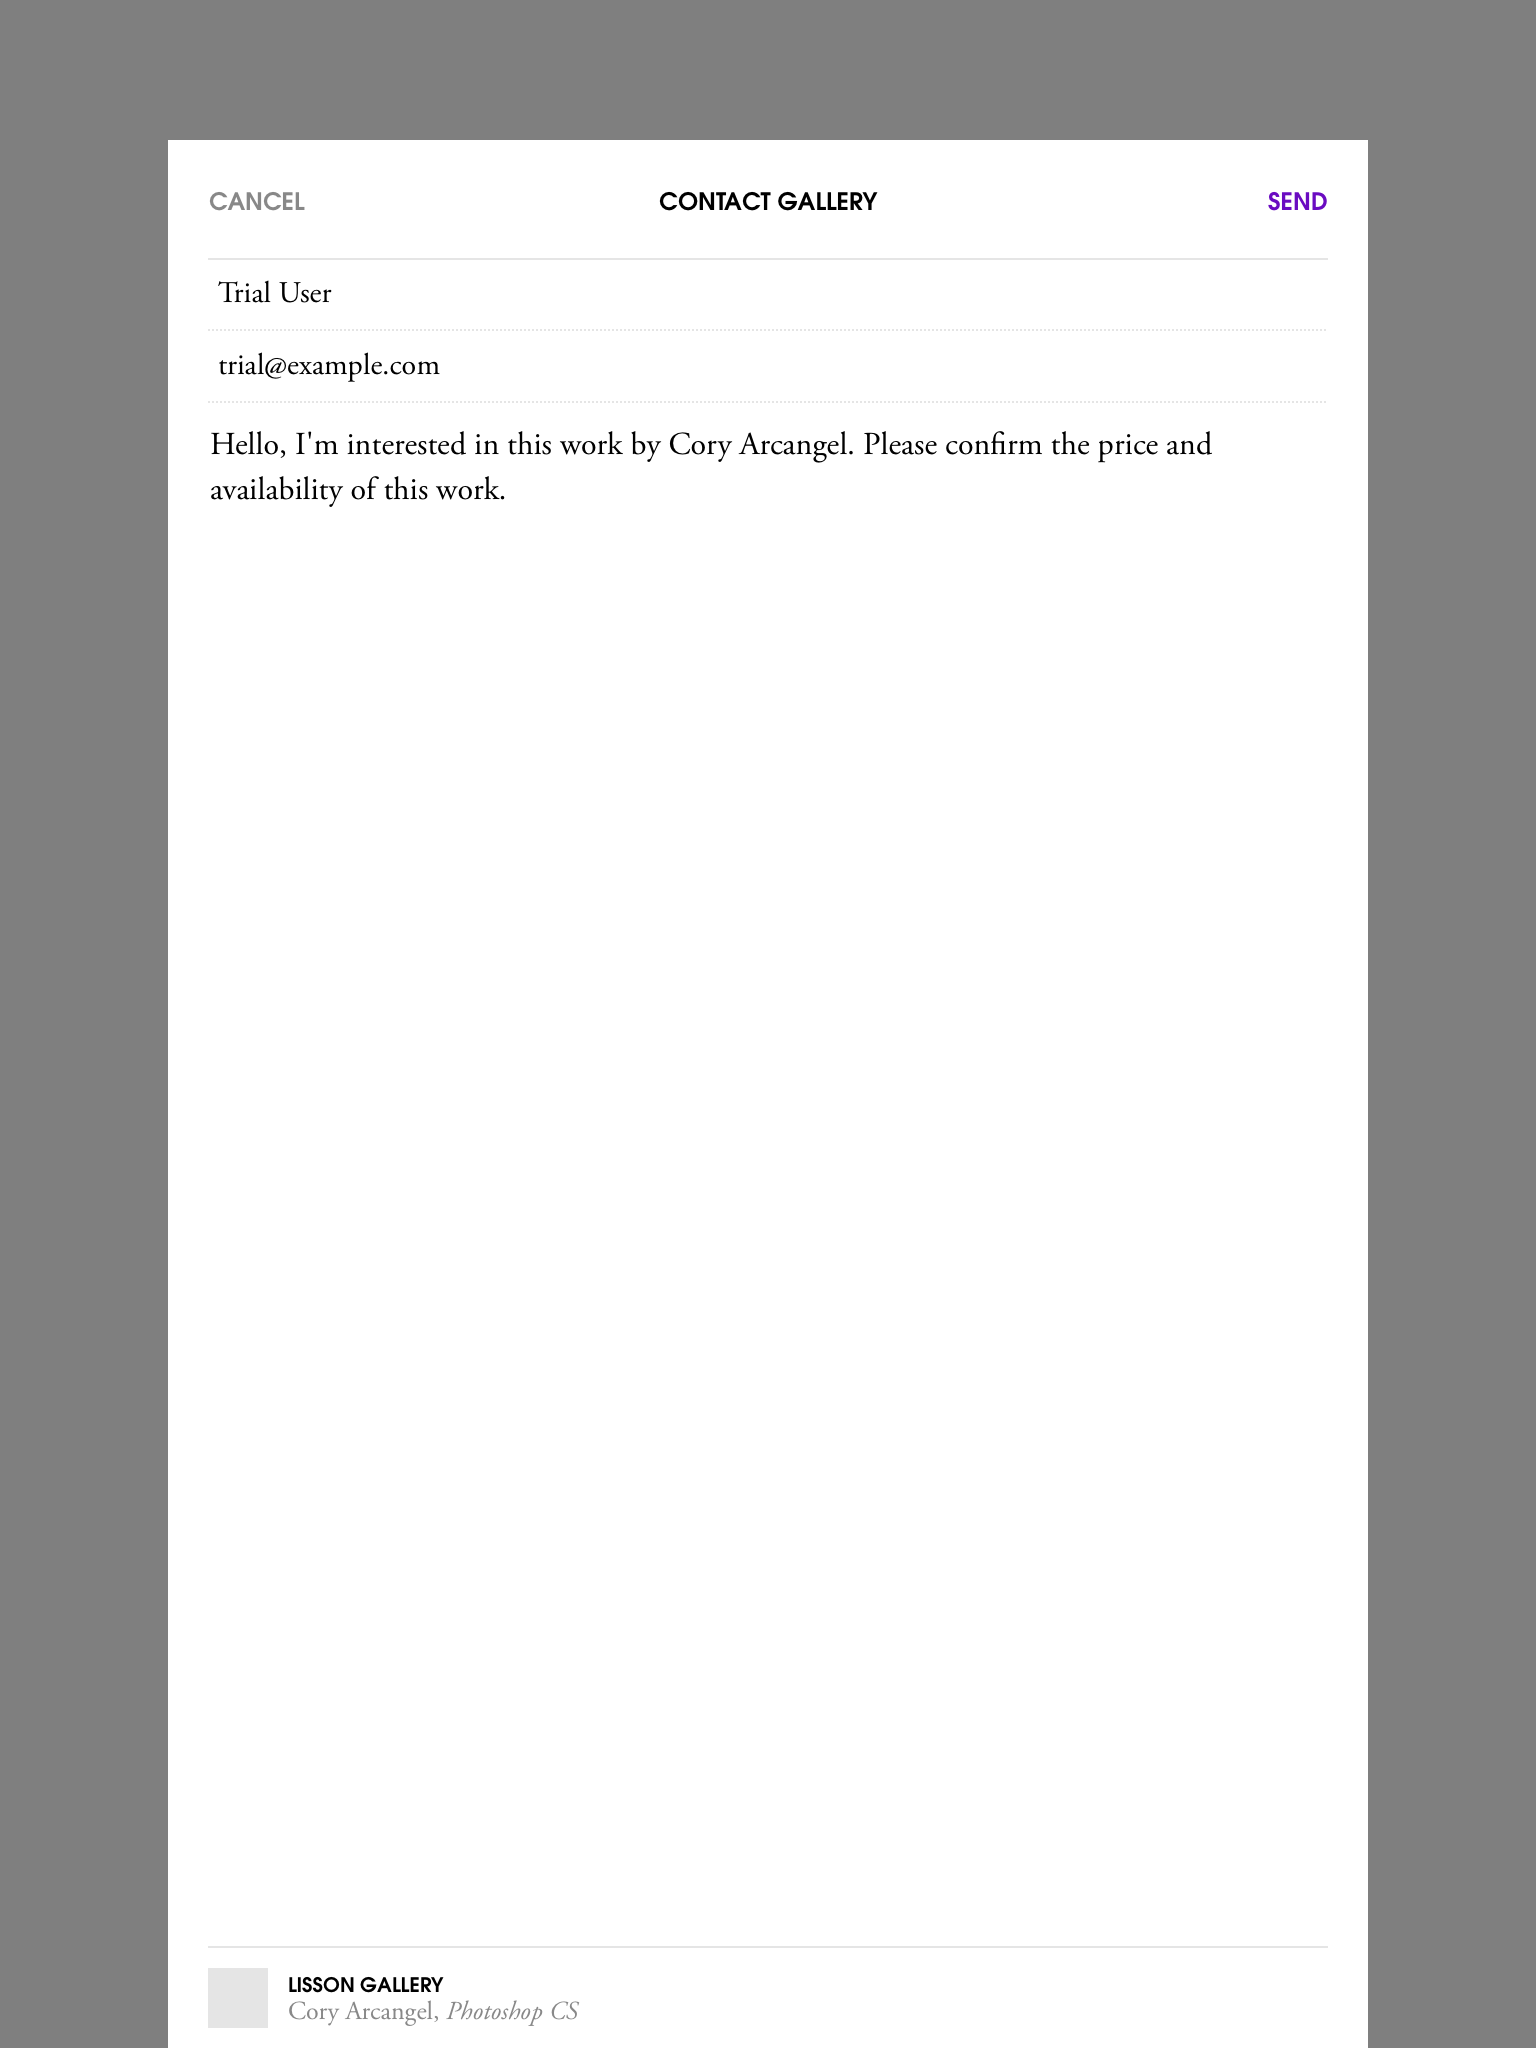 CANCEL CONTACT GALLERY SEND
Trial User
trial@example.com
Hello, I'm interested in this work by Cory Arcangel. Please confirm the price and
availability of this work.
LISSON GALLERY
Cory Arcangel, Photoshop CS